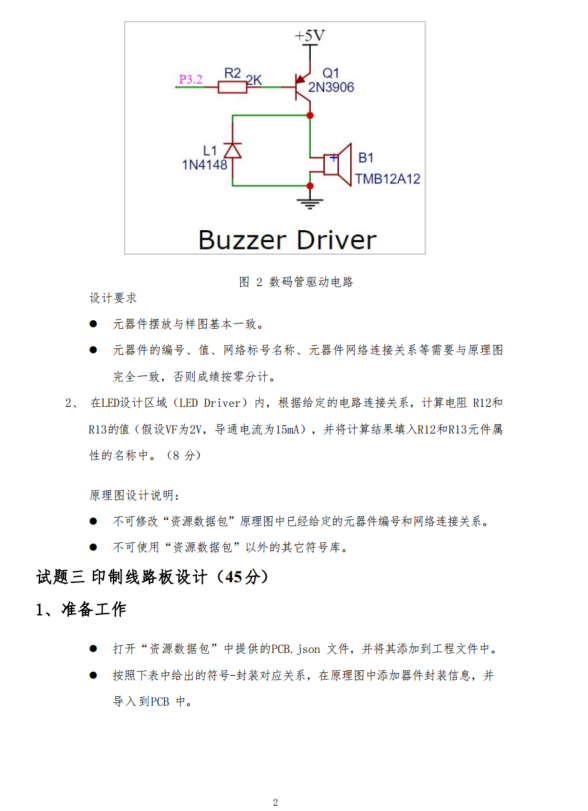 +5V
P3.2
R2
2K
Q1
2N3906
L1
1N4148
B1
TMB12A12
Buzzer Driver
图 2 数码管驱动电路
设计要求
● 元器件摆放与样图基本一致。
● 元器件的编号、值、网络标号名称、元器件网络连接关系等需要与原理图
完全一致，否则成绩按零分计。
2、 在LED设计区域（LED Driver）内，根据给定的电路连接关系，计算电阻 R12和
R13的值（假设VF为2V，导通电流为15mA），并将计算结果填入R12和R13元件属
性的名称中。（8 分）
原理图设计说明：
● 不可修改“资源数据包”原理图中已经给定的元器件编号和网络连接关系。
● 不可使用“资源数据包”以外的其它符号库。
试题三 印制线路板设计（45分）
1、准备工作
● 打开“资源数据包”中提供的PCB.json 文件，并将其添加到工程文件中。
● 按照下表中给出的符号-封装对应关系，在原理图中添加器件封装信息，并
导入到PCB 中。
2